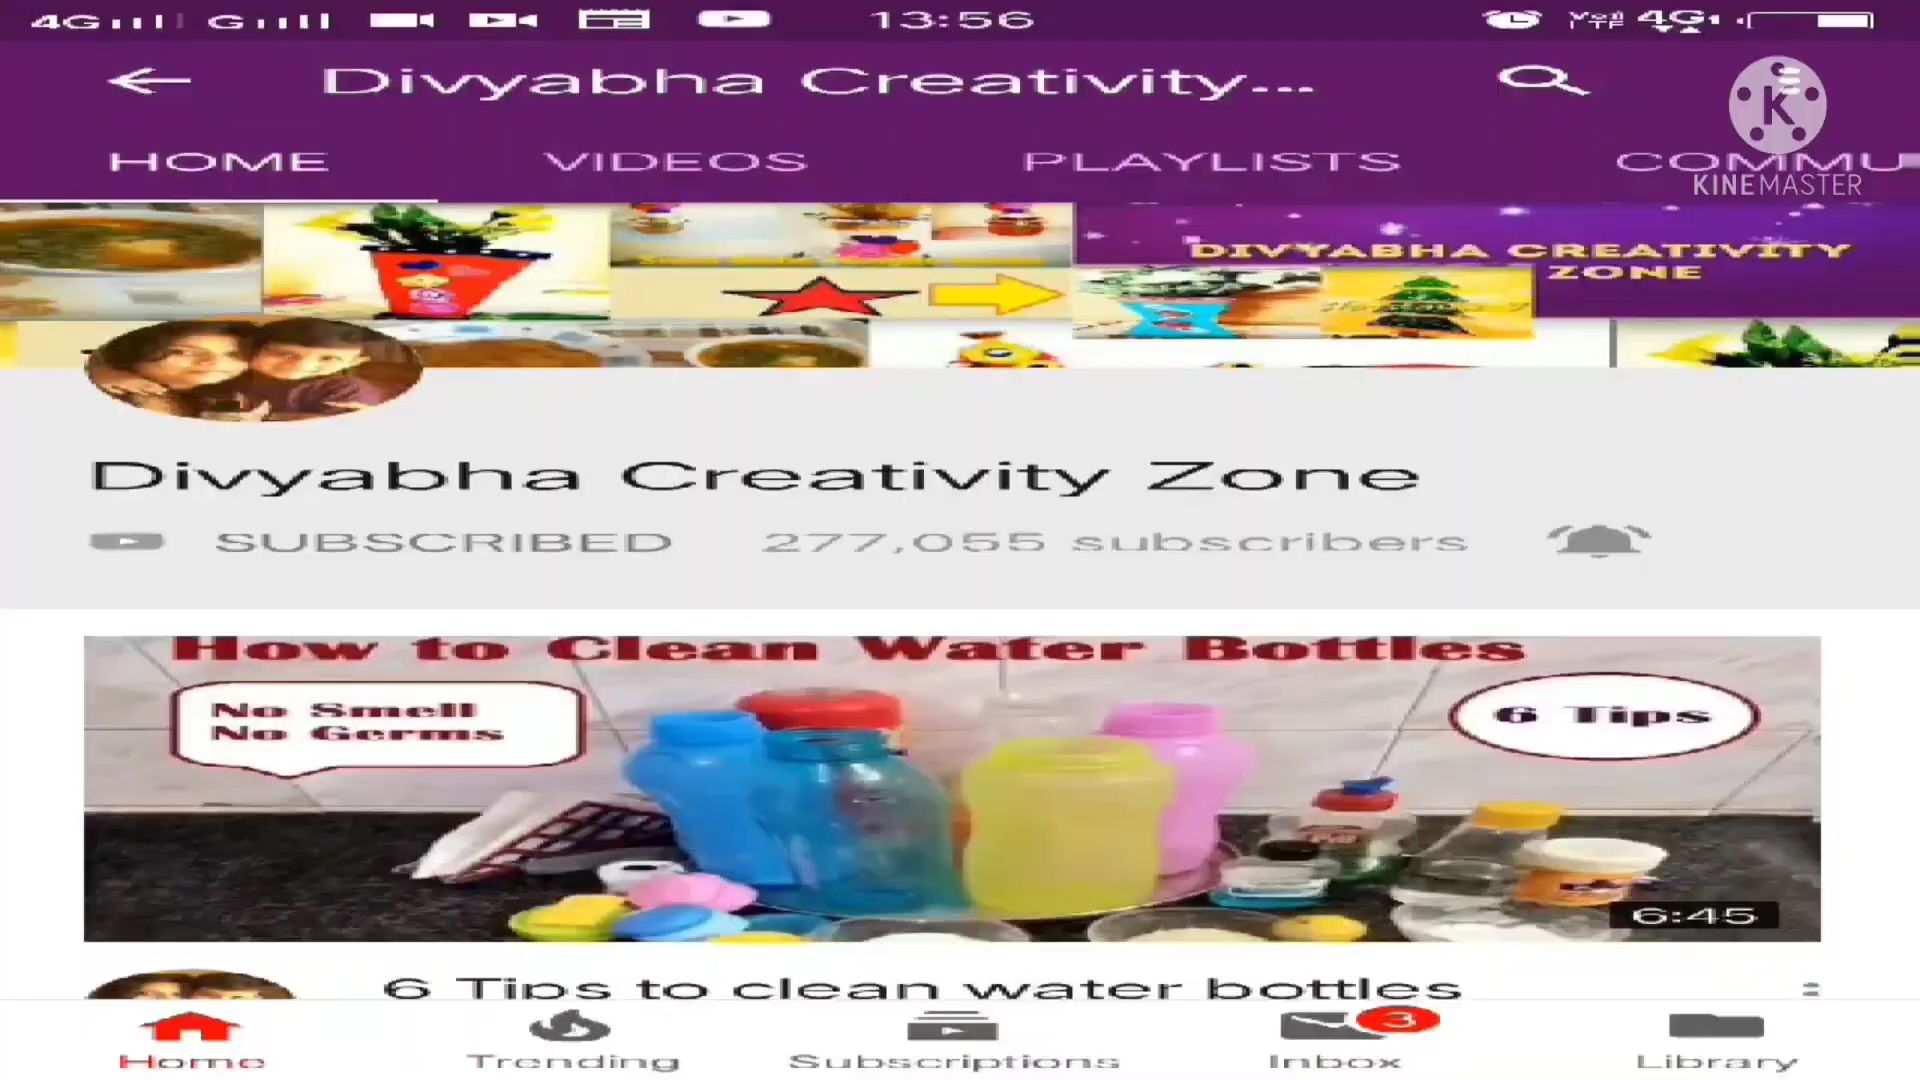 4G G 13:56 4G
Divyabha Creativity...
K
HOME VIDEOS PLAYLISTS COMMU
KINEMASTER
DIVYABHA CREATIVITY
ZONE
Divyabha Creativity Zone
SUBSCRIBED 277,055 subscribers
How to Clean Water Bottles
No Smell
No Germs
6 Tips
6:45
6 Tips to clean water bottles
3
Home Trending Subscriptions Inbox Library